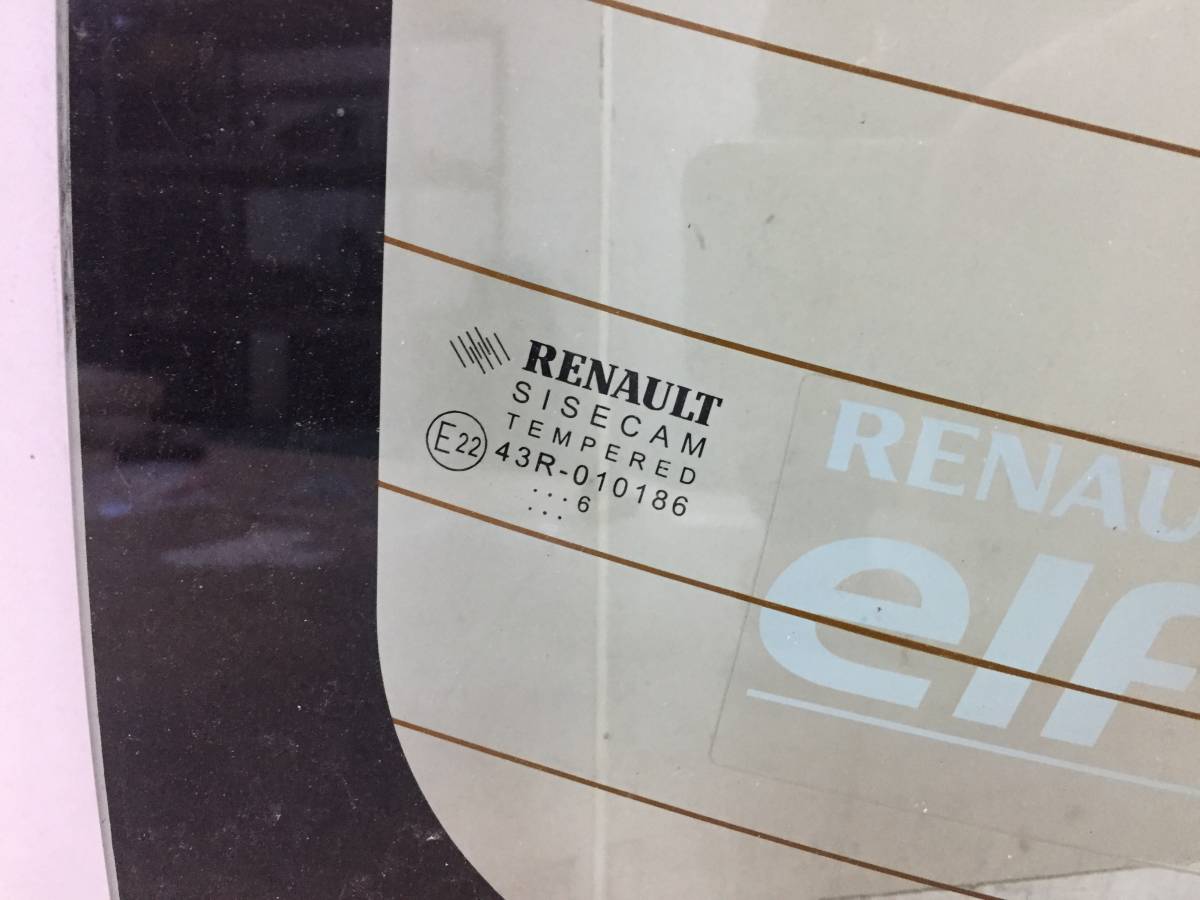 RENAULT
SISECAM
TEMPERED
E22 43R-010186
... 6
...
RENAU
elf